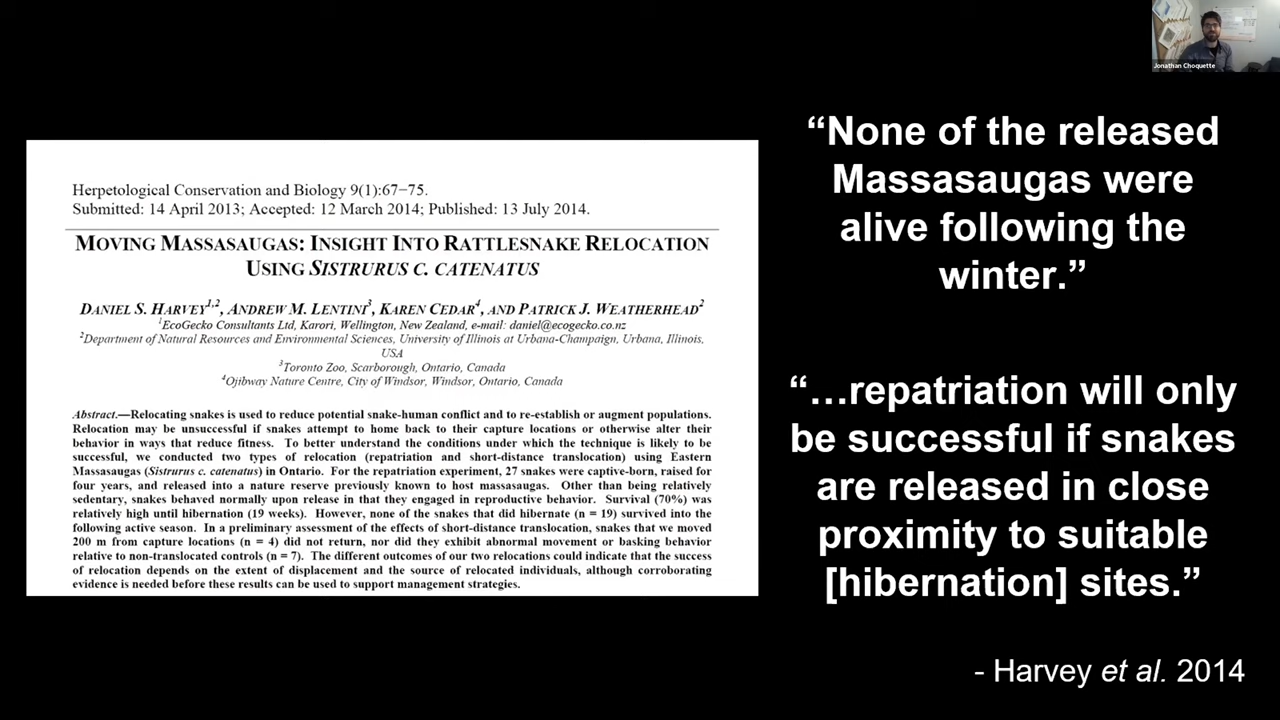 Jonathan Choquette
Herpetological Conservation and Biology 9(1):67−75.
Submitted: 14 April 2013; Accepted: 12 March 2014; Published: 13 July 2014.
MOVING MASSASAUGAS: INSIGHT INTO RATTLESNAKE RELOCATION
USING SISTRURUS C. CATENATUS
DANIEL S. HARVEY1,2, ANDREW M. LENTINI3, KAREN CEDAR4, AND PATRICK J. WEATHERHEAD2
1EcoGecko Consultants Ltd, Karori, Wellington, New Zealand, e-mail: daniel@ecogecko.co.nz
2Department of Natural Resources and Environmental Sciences, University of Illinois at Urbana-Champaign, Urbana, Illinois,
USA
3Toronto Zoo, Scarborough, Ontario, Canada
4Ojibway Nature Centre, City of Windsor, Windsor, Ontario, Canada
Abstract.—Relocating snakes is used to reduce potential snake-human conflict and to re-establish or augment populations.
Relocation may be unsuccessful if snakes attempt to home back to their capture locations or otherwise alter their
behavior in ways that reduce fitness. To better understand the conditions under which the technique is likely to be
successful, we conducted two types of relocation (repatriation and short-distance translocation) using Eastern
Massasaugas (Sistrurus c. catenatus) in Ontario. For the repatriation experiment, 27 snakes were captive-born, raised for
four years, and released into a nature reserve previously known to host massasaugas. Other than being relatively
sedentary, snakes behaved normally upon release in that they engaged in reproductive behavior. Survival (70%) was
relatively high until hibernation (19 weeks). However, none of the snakes that did hibernate (n = 19) survived into the
following active season. In a preliminary assessment of the effects of short-distance translocation, snakes that we moved
200 m from capture locations (n = 4) did not return, nor did they exhibit abnormal movement or basking behavior
relative to non-translocated controls (n = 7). The different outcomes of our two relocations could indicate that the success
of relocation depends on the extent of displacement and the source of relocated individuals, although corroborating
evidence is needed before these results can be used to support management strategies.
“None of the released
Massasaugas were
alive following the
winter.”
“…repatriation will only
be successful if snakes
are released in close
proximity to suitable
[hibernation] sites.”
- Harvey et al. 2014